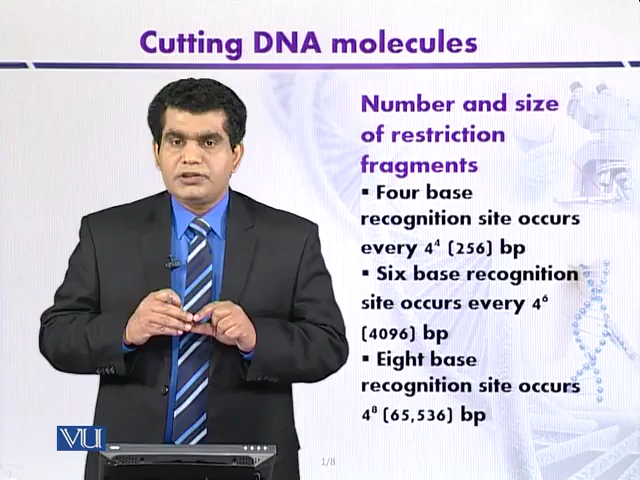 Cutting DNA molecules
Number and size
of restriction
fragments
▪ Four base
recognition site occurs
every 4⁴ (256) bp
▪ Six base recognition
site occurs every 4⁶
(4096) bp
▪ Eight base
recognition site occurs
4⁸ (65,536) bp
VU
1/8